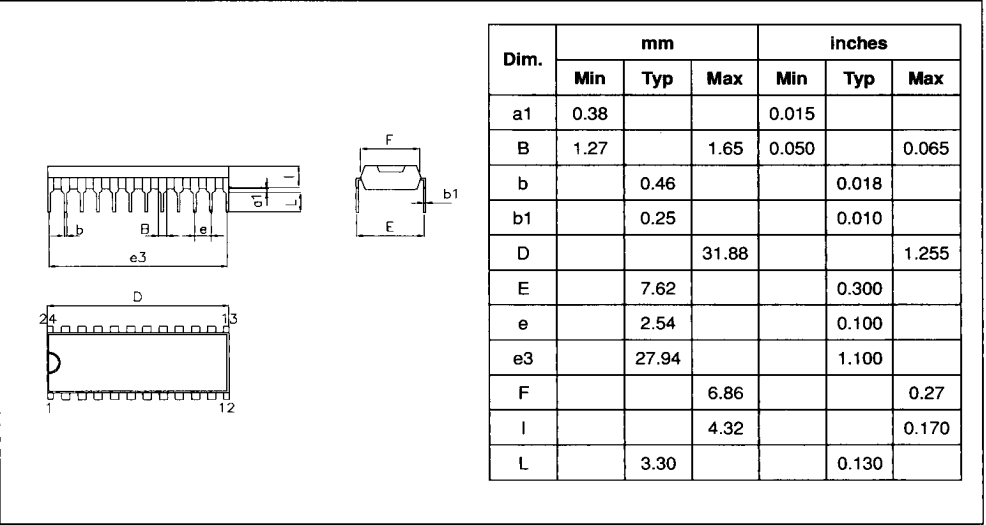 F
I
a1
L
b1
b
B
e
E
e3
D
24
13
1
12
Dim. mm inches
Min Typ Max Min Typ Max
a1 0.38 0.015
B 1.27 1.65 0.050 0.065
b 0.46 0.018
b1 0.25 0.010
D 31.88 1.255
E 7.62 0.300
e 2.54 0.100
e3 27.94 1.100
F 6.86 0.27
I 4.32 0.170
L 3.30 0.130